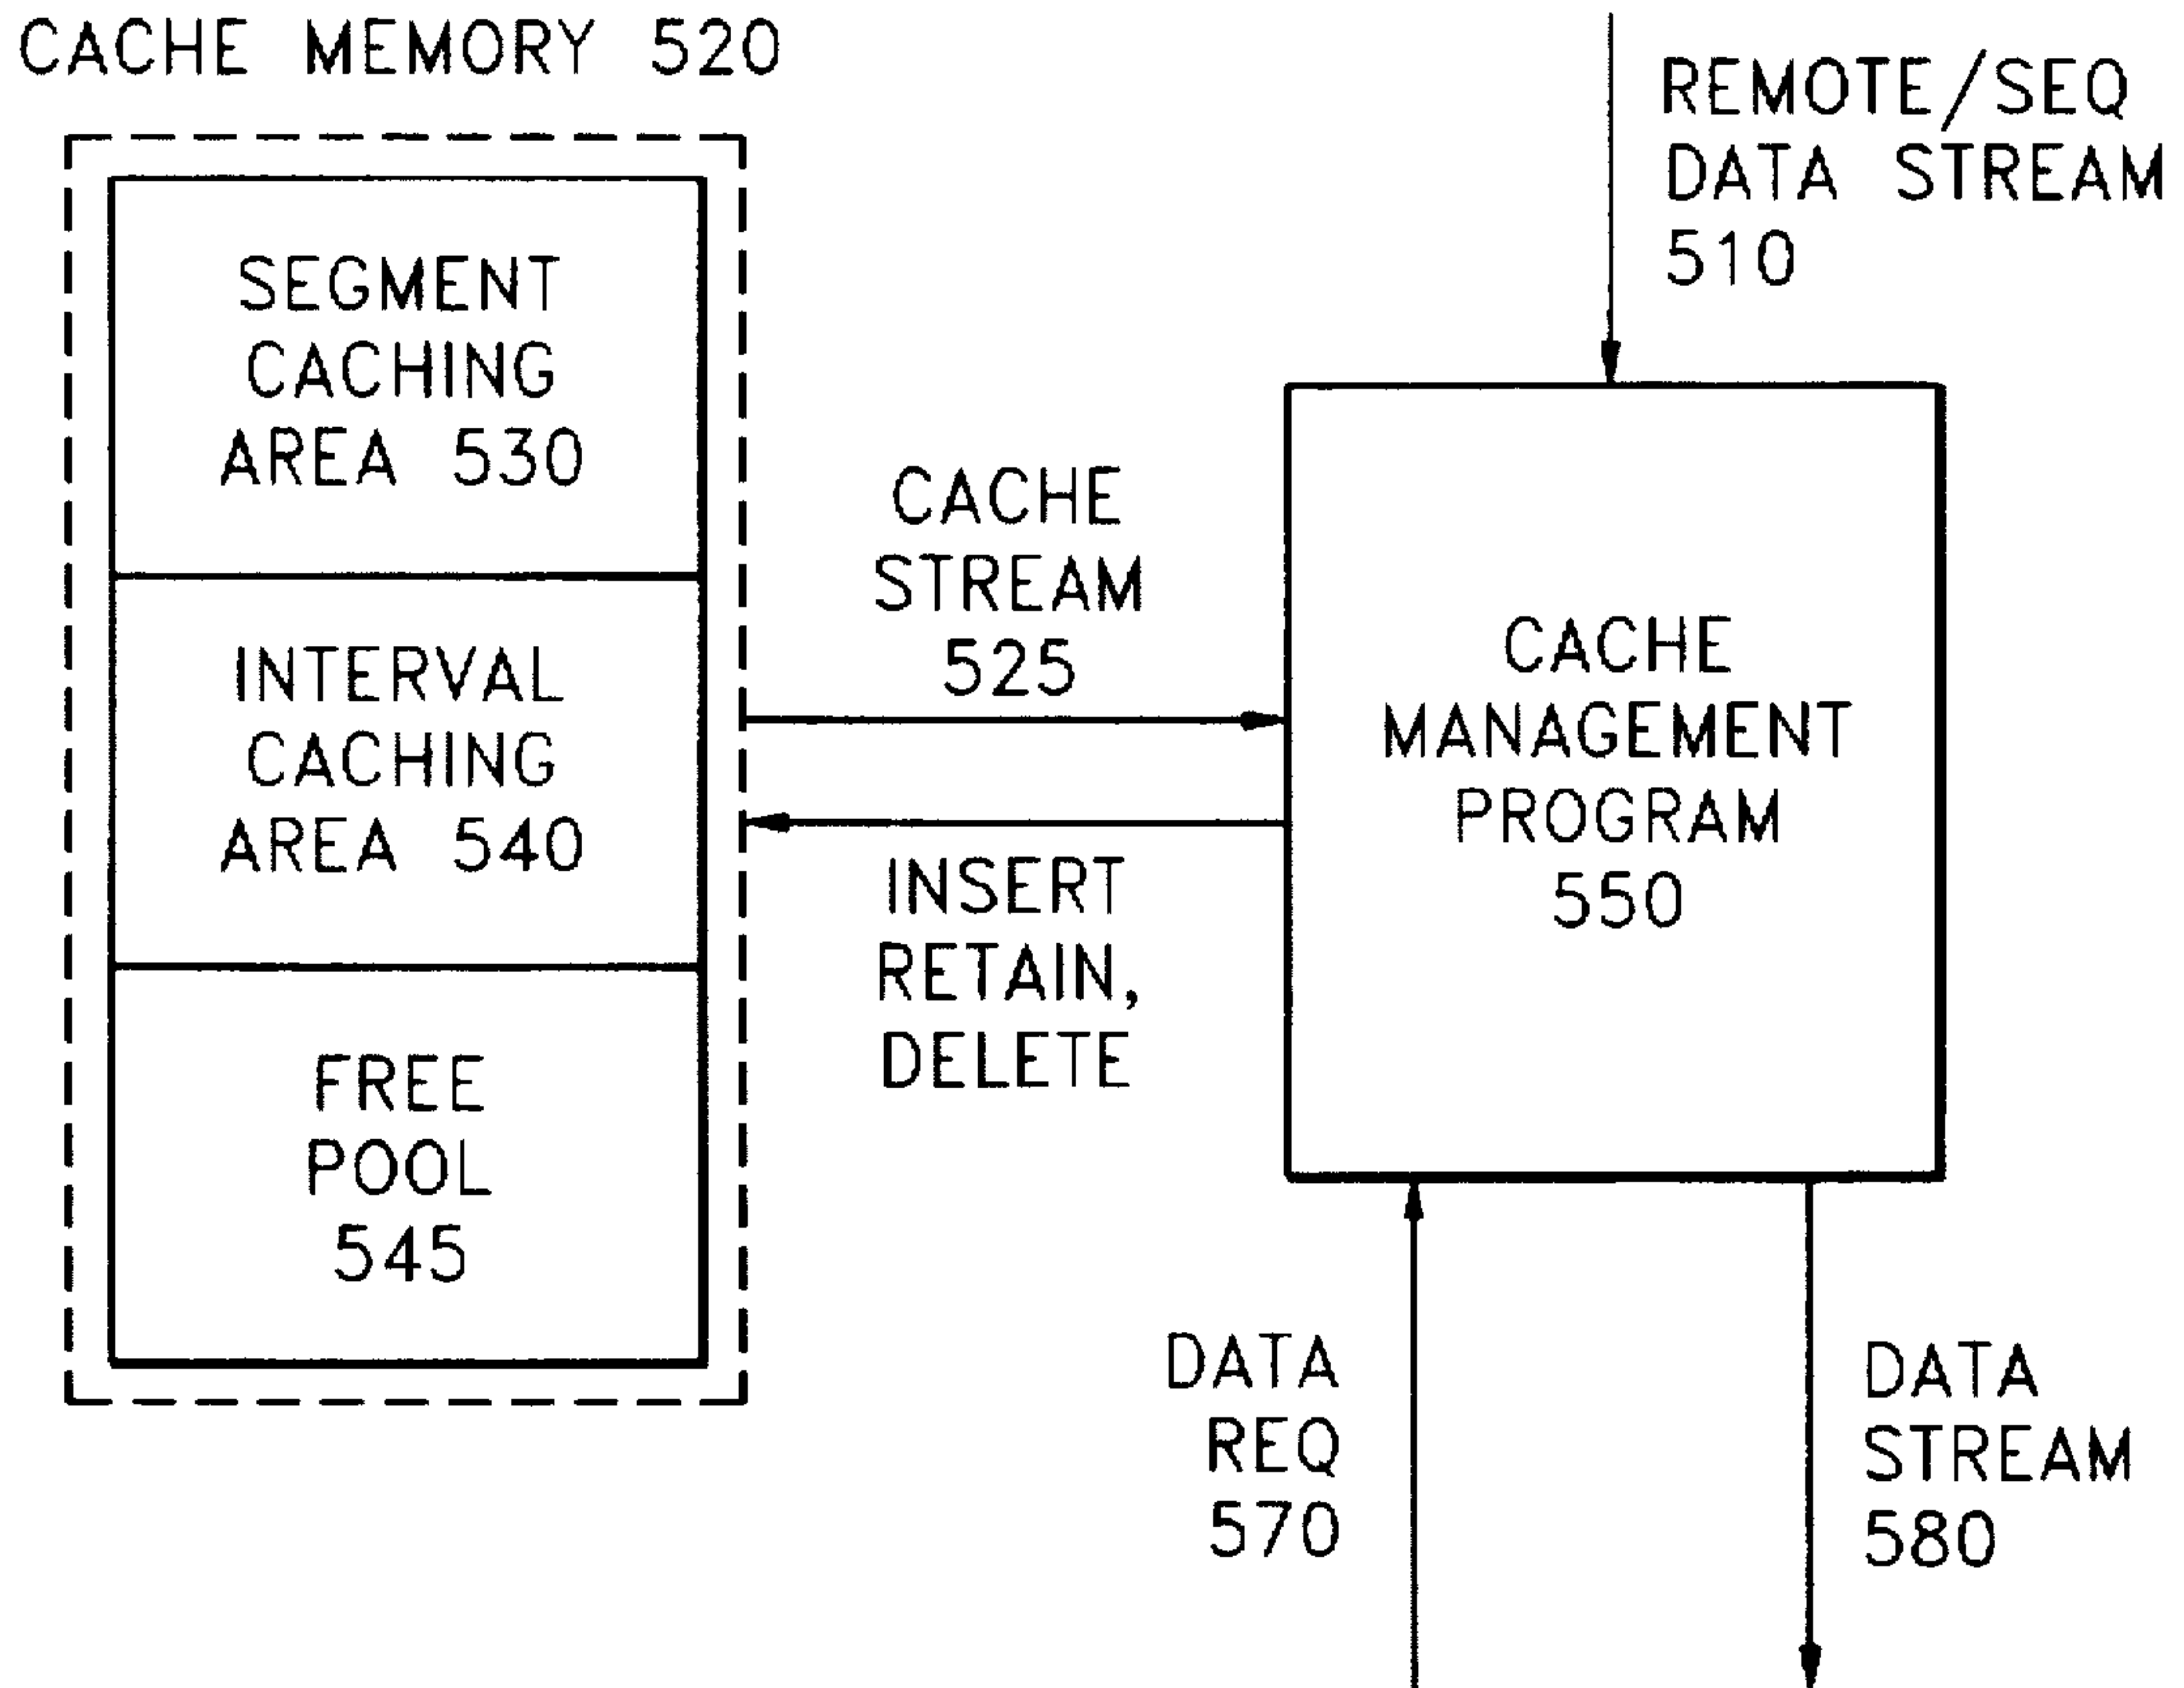 CACHE MEMORY 520
REMOTE/SEQ
DATA STREAM
510
SEGMENT
CACHING
AREA 530
INTERVAL
CACHING
AREA 540
FREE
POOL
545
CACHE
STREAM
525
INSERT
RETAIN,
DELETE
CACHE
MANAGEMENT
PROGRAM
550
DATA
REQ
570
DATA
STREAM
580